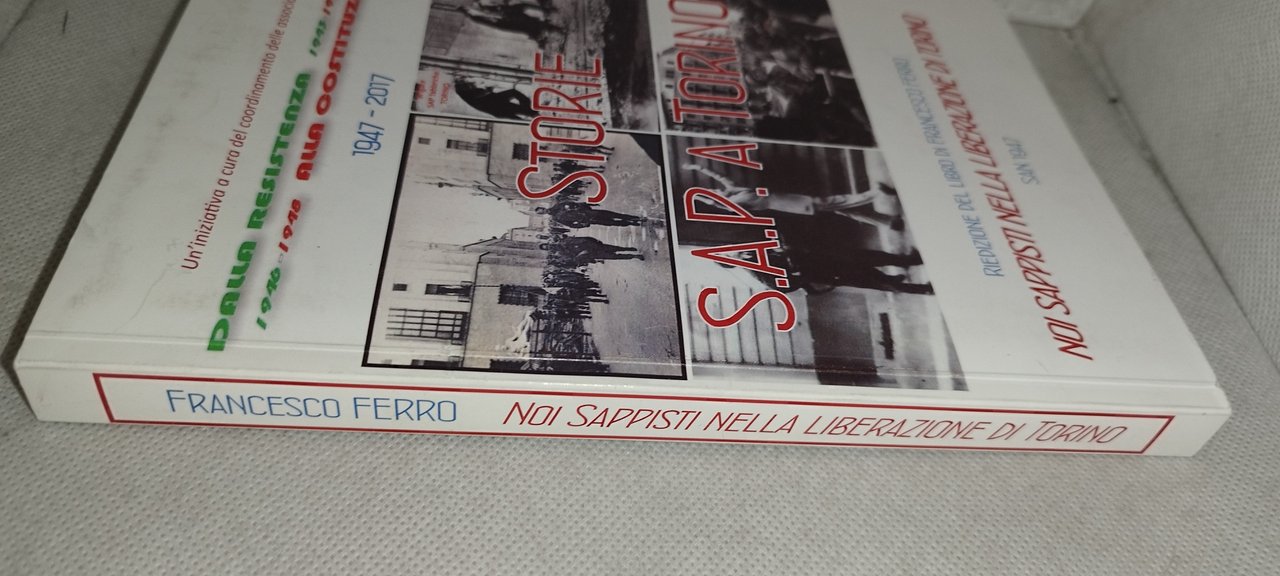 Un'iniziativa a cura del coordinamento delle
DALLA RESISTENZA
1946-1948 ALLA
1947 - 2017
STORIE
S.A.P. A TORINO
RIEDIZIONE DEL LIBRO DI FRANCESCO FERRO
NOI SAPPISTI NELLA LIBERAZIONE DI TORINO
SAN 1947
FRANCESCO FERRO NOI SAPPISTI NELLA LIBERAZIONE DI TORINO